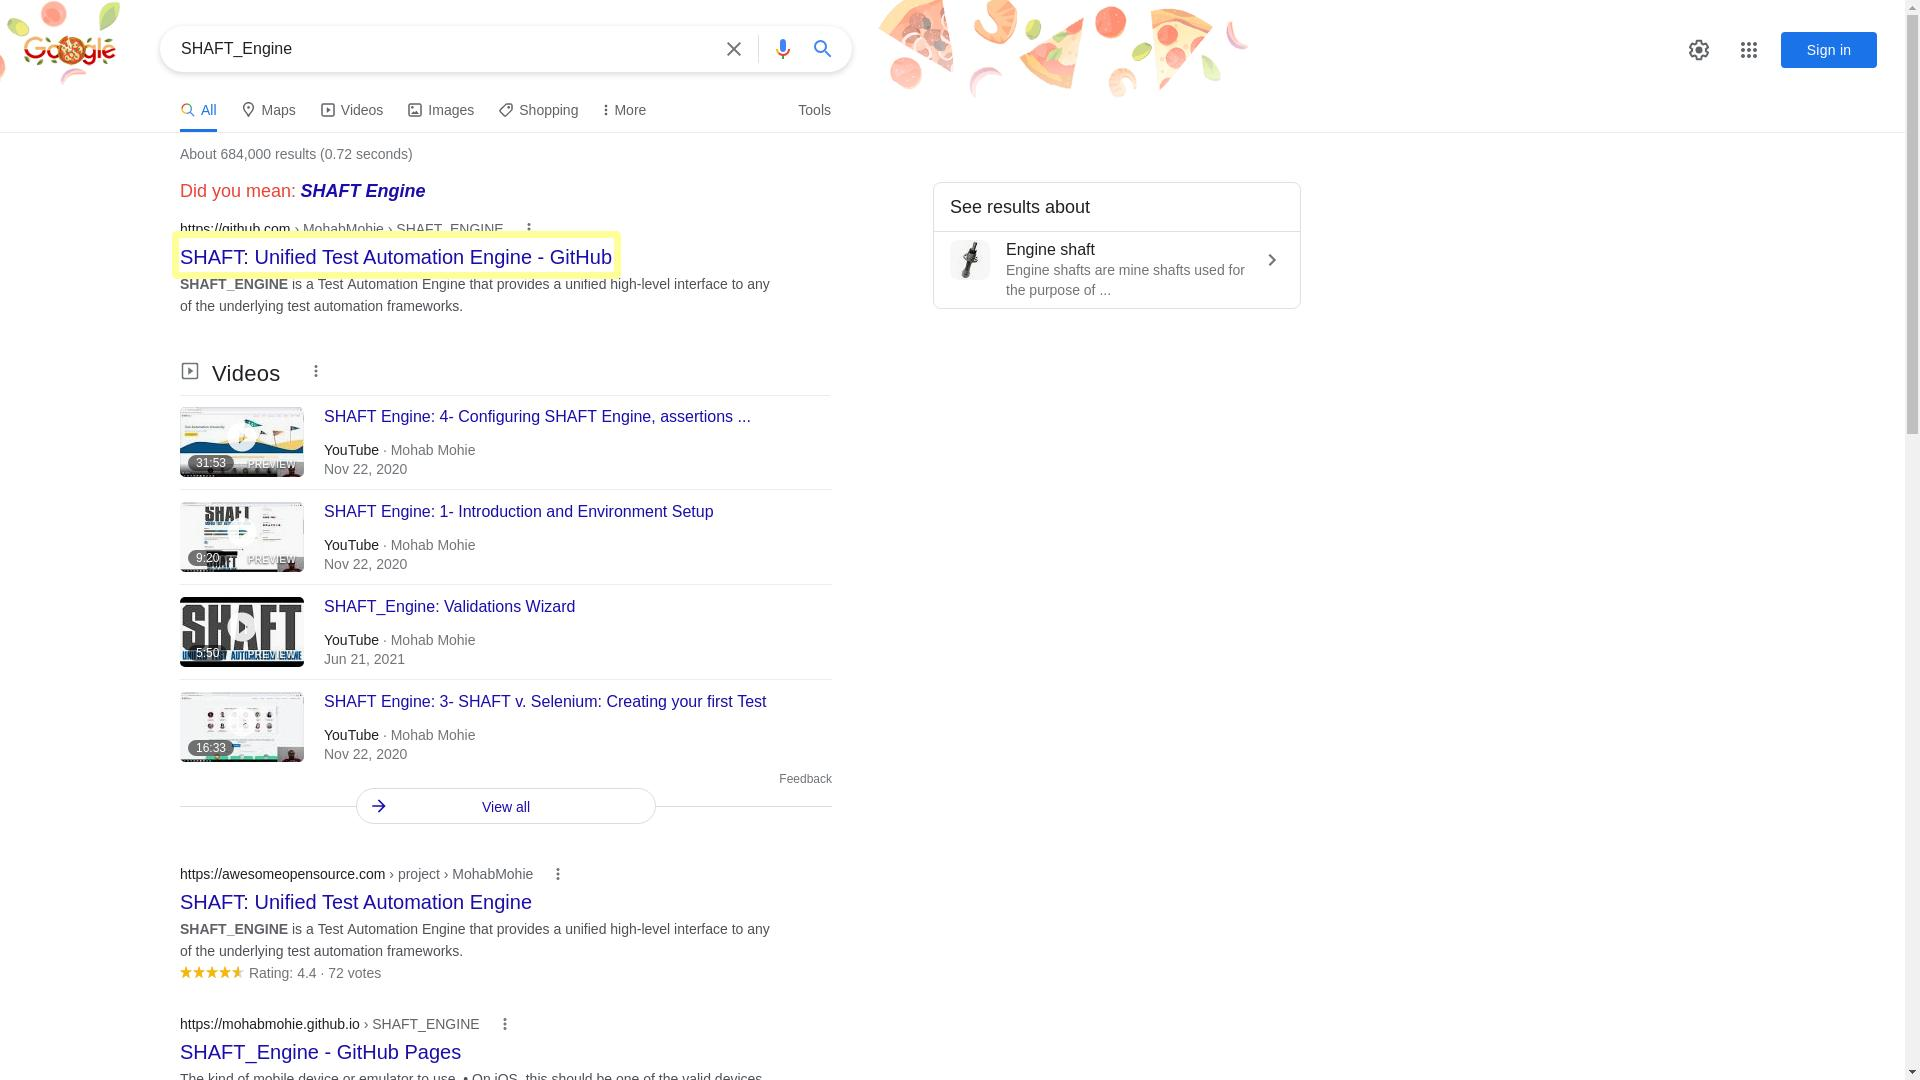 Google
SHAFT_Engine
Sign in
All
Maps
Videos
Images
Shopping
More
Tools
About 684,000 results (0.72 seconds)
Did you mean: SHAFT Engine
https://github.com › MohabMohie › SHAFT_ENGINE
SHAFT: Unified Test Automation Engine - GitHub
SHAFT_ENGINE is a Test Automation Engine that provides a unified high-level interface to any
of the underlying test automation frameworks.
See results about
Engine shaft
Engine shafts are mine shafts used for
the purpose of ...
Videos
SHAFT Engine: 4- Configuring SHAFT Engine, assertions ...
YouTube · Mohab Mohie
Nov 22, 2020
31:53
PREVIEW
SHAFT Engine: 1- Introduction and Environment Setup
YouTube · Mohab Mohie
Nov 22, 2020
SHAFT
9:20
PREVIEW
SHAFT_Engine: Validations Wizard
YouTube · Mohab Mohie
Jun 21, 2021
SHAFT
5:50
PREVIEW
SHAFT Engine: 3- SHAFT v. Selenium: Creating your first Test
YouTube · Mohab Mohie
Nov 22, 2020
16:33
Feedback
View all
https://awesomeopensource.com › project › MohabMohie
SHAFT: Unified Test Automation Engine
SHAFT_ENGINE is a Test Automation Engine that provides a unified high-level interface to any
of the underlying test automation frameworks.
Rating: 4.4 · 72 votes
https://mohabmohie.github.io › SHAFT_ENGINE
SHAFT_Engine - GitHub Pages
The kind of mobile device or emulator to use. • On iOS, this should be one of the valid devices